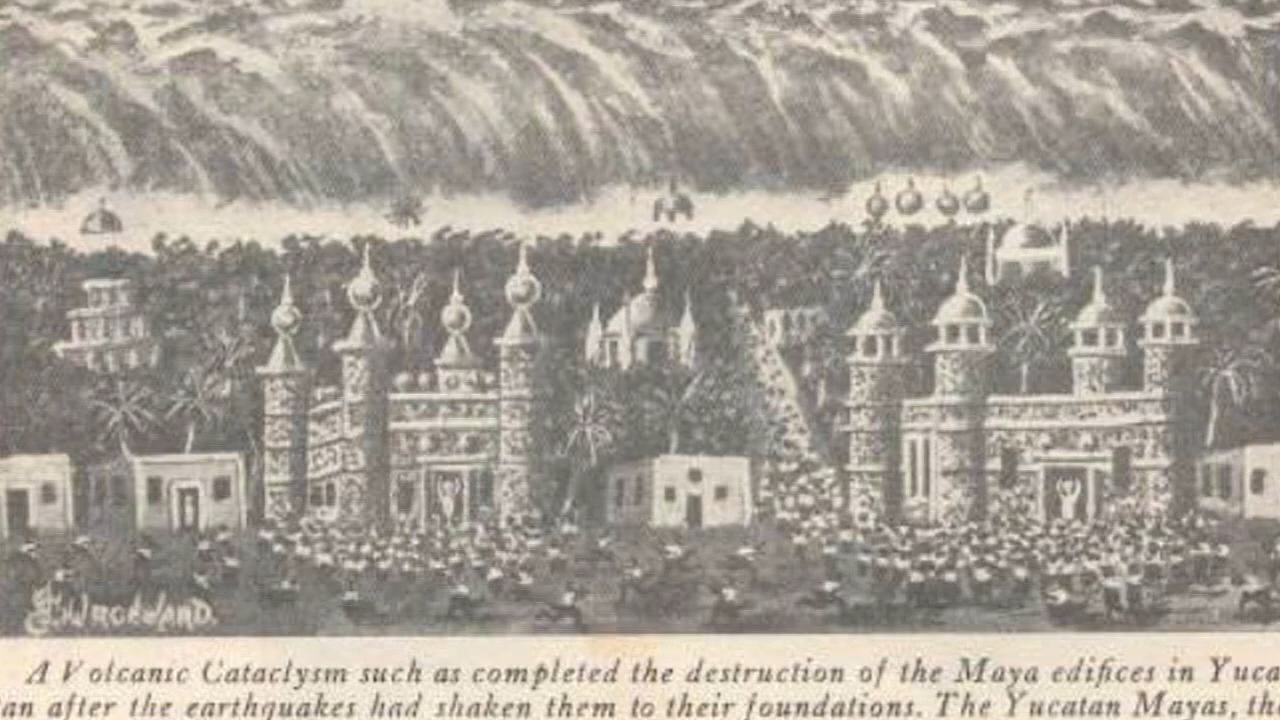 A Volcanic Cataclysm such as completed the destruction of the Maya edifices in Yuca
an after the earthquakes had shaken them to their foundations. The Yucatan Mayas, the